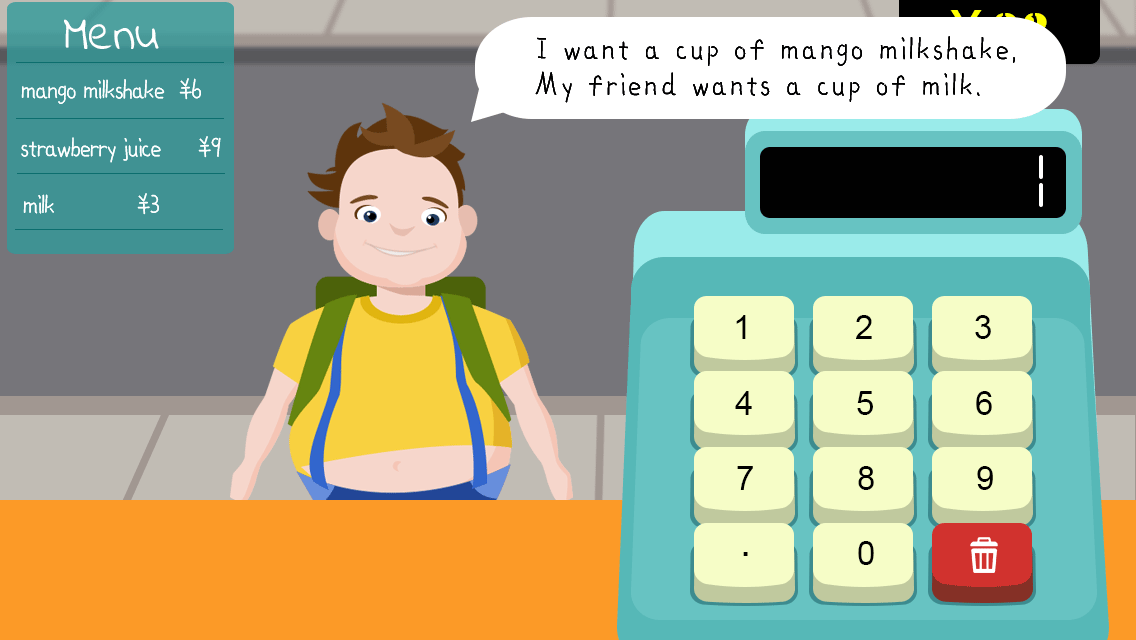 Menu
mango milkshake ¥6
strawberry juice ¥9
milk ¥3
I want a cup of mango milkshake,
My friend wants a cup of milk.
1
1 2 3
4 5 6
7 8 9
. 0